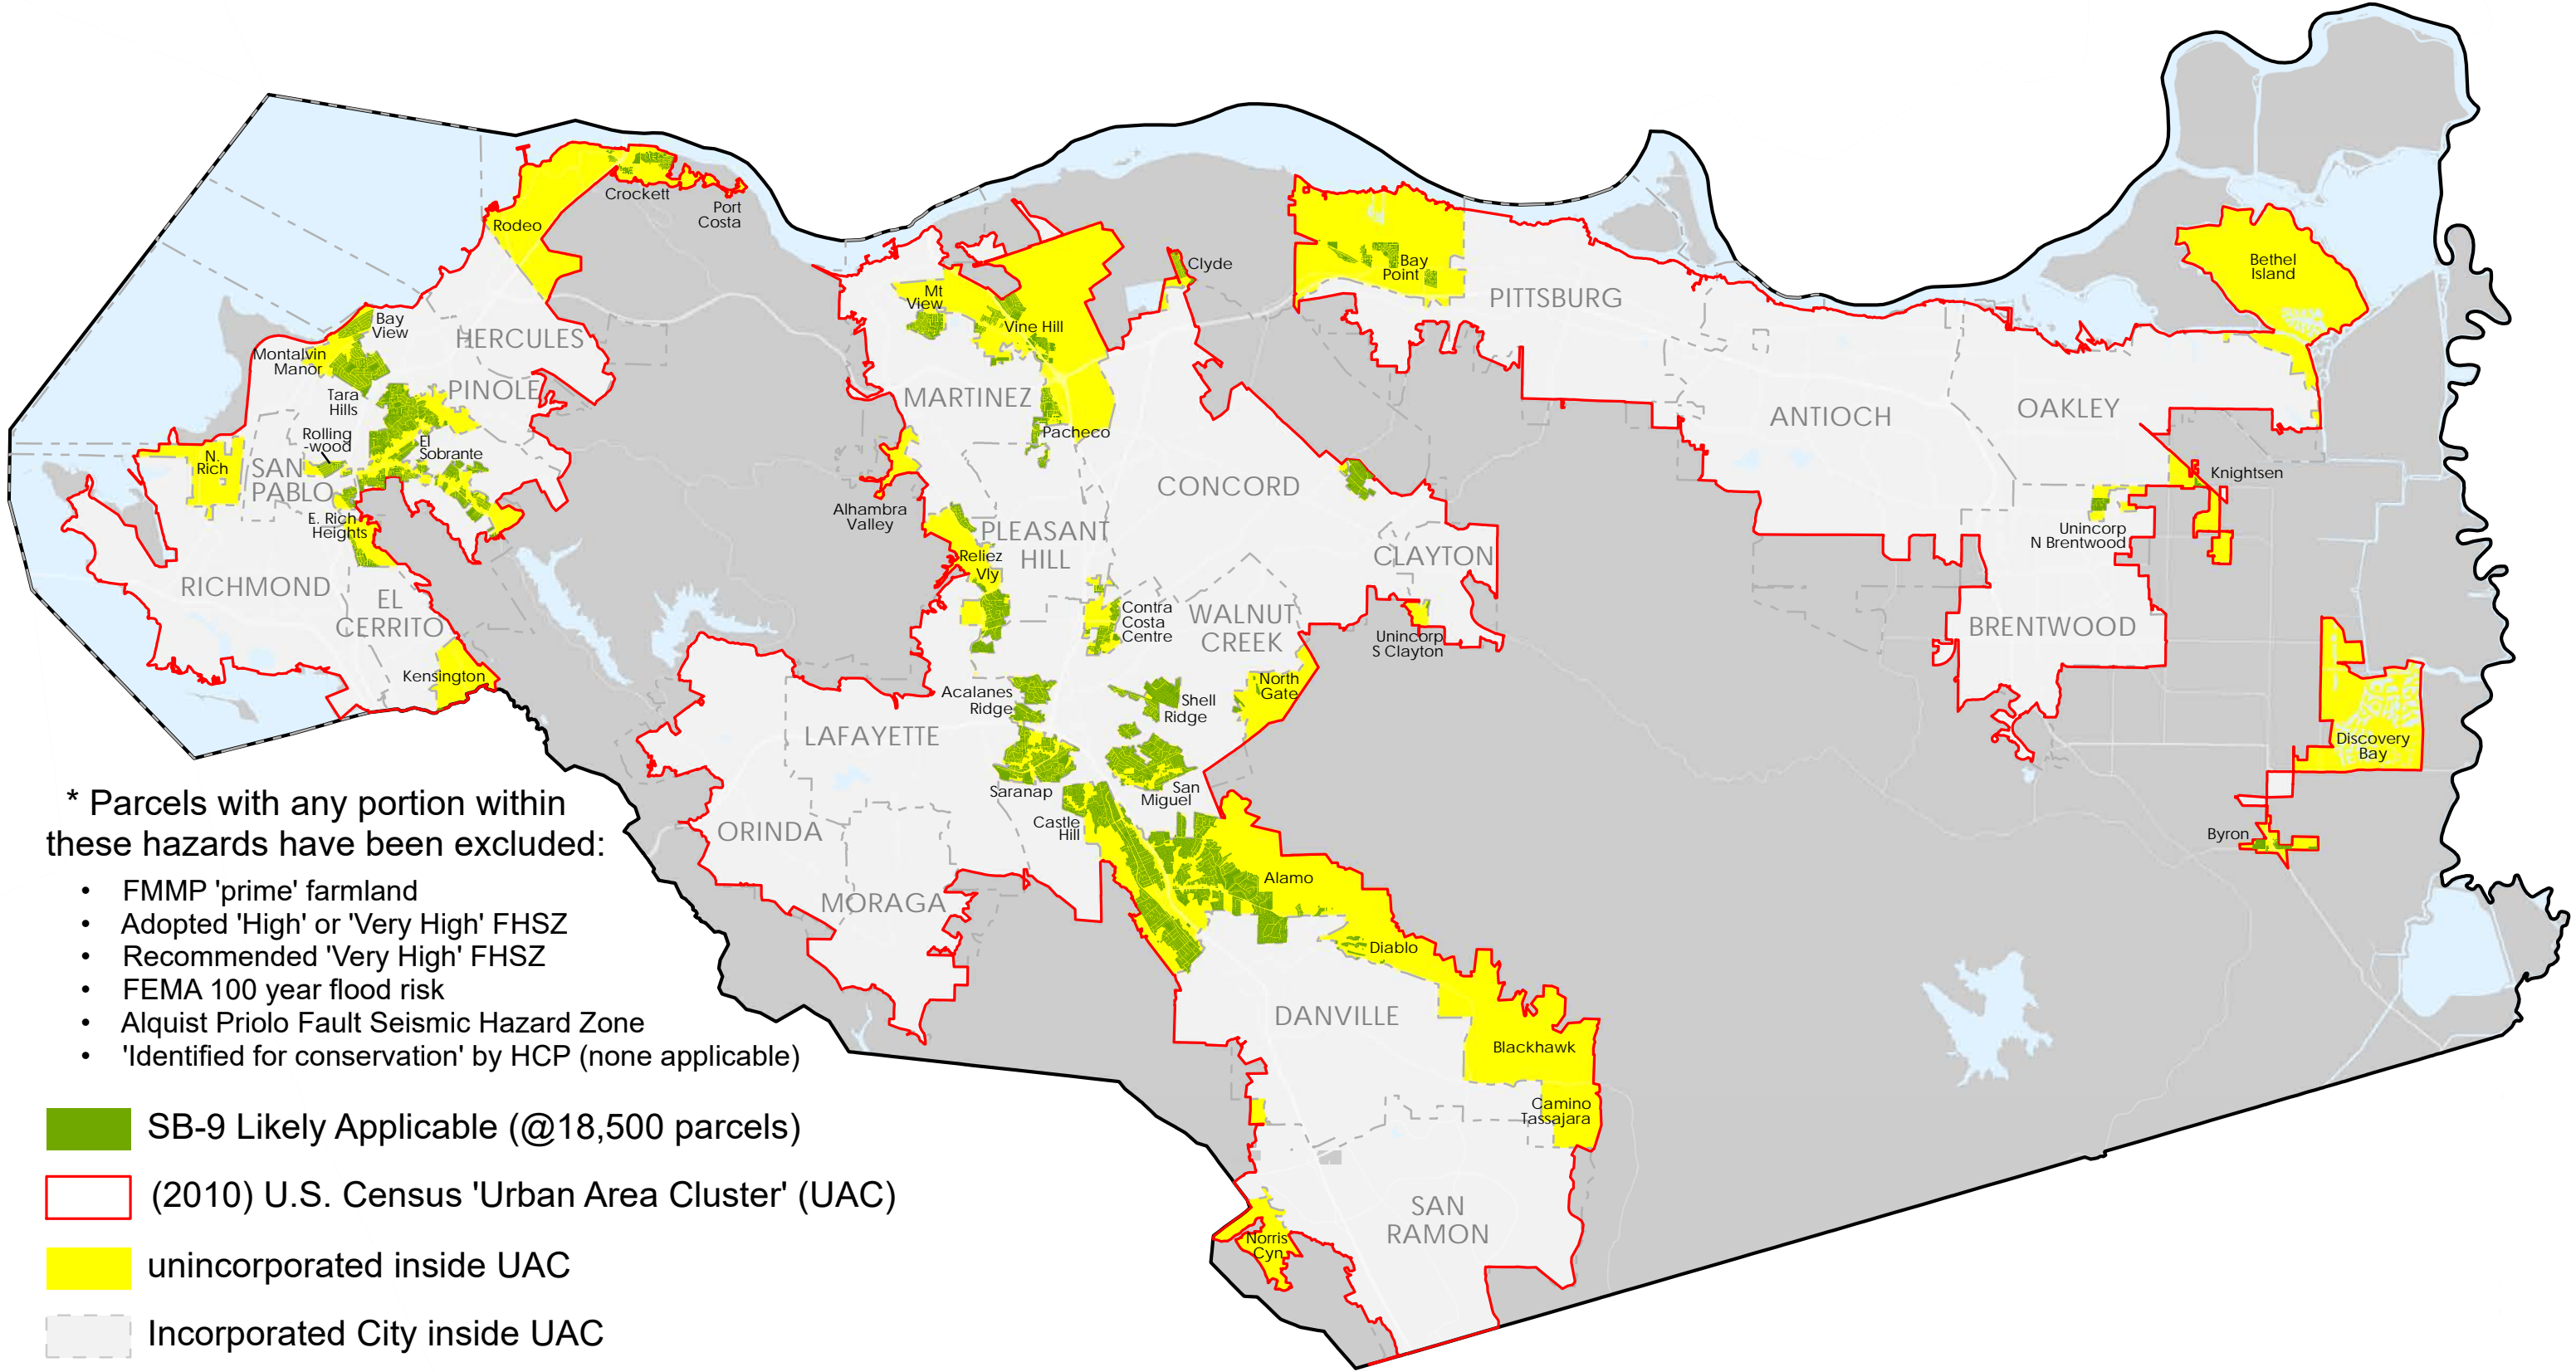 Crockett
Port
Costa
Rodeo
Bay
View
HERCULES
Montalvin
Manor
PINOLE
Tara
Hills
Rolling
-wood
El
Sobrante
N.
Rich
SAN
PABLO
E. Rich
Heights
RICHMOND
EL
CERRITO
Kensington
Mt
View
Vine Hill
Clyde
MARTINEZ
Pacheco
Alhambra
Valley
CONCORD
PLEASANT
HILL
Reliez
Vly
CLAYTON
Contra
Costa
Centre
WALNUT
CREEK
Unincorp
S Clayton
North
Gate
Acalanes
Ridge
Shell
Ridge
LAFAYETTE
Saranap
San
Miguel
Castle
Hill
ORINDA
MORAGA
Alamo
Diablo
DANVILLE
Blackhawk
Camino
Tassajara
SAN
RAMON
Norris
Cyn
Bay
Point
PITTSBURG
ANTIOCH
OAKLEY
Bethel
Island
Knightsen
Unincorp
N Brentwood
BRENTWOOD
Discovery
Bay
Byron
* Parcels with any portion within
these hazards have been excluded:
• FMMP 'prime' farmland
• Adopted 'High' or 'Very High' FHSZ
• Recommended 'Very High' FHSZ
• FEMA 100 year flood risk
• Alquist Priolo Fault Seismic Hazard Zone
• 'Identified for conservation' by HCP (none applicable)
SB-9 Likely Applicable (@18,500 parcels)
(2010) U.S. Census 'Urban Area Cluster' (UAC)
unincorporated inside UAC
Incorporated City inside UAC